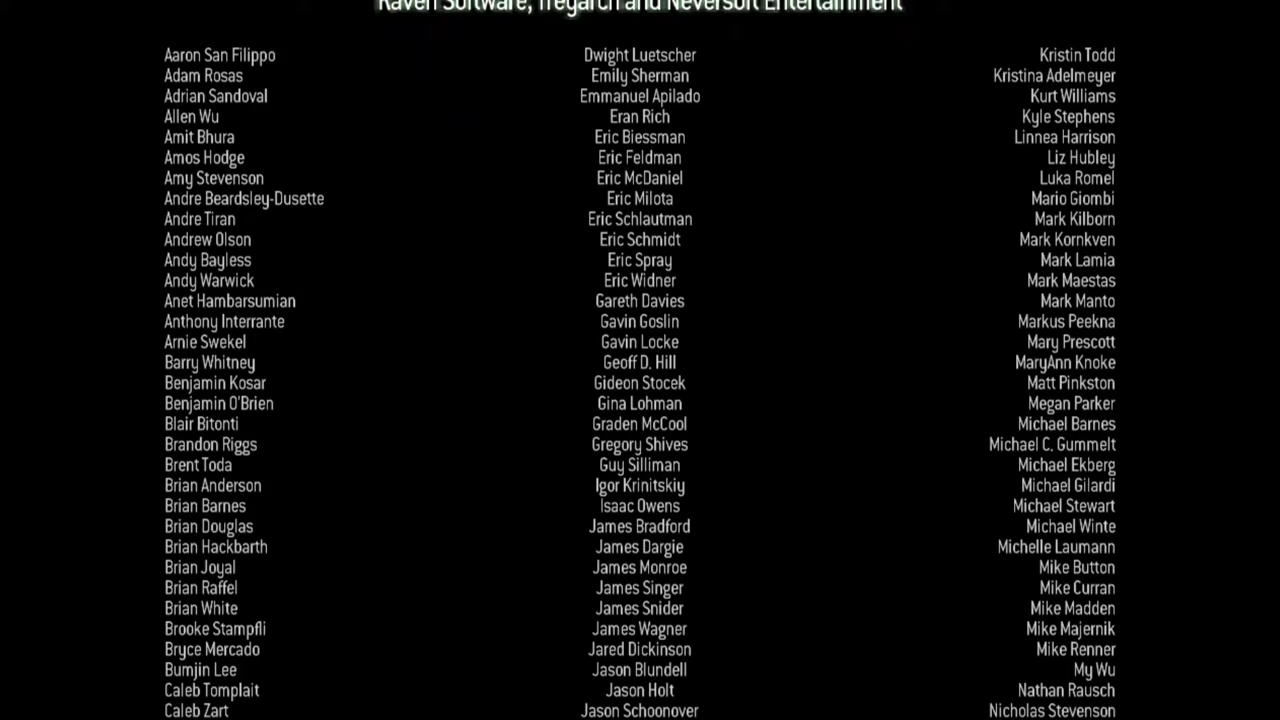 Raven Software, Treyarch and Neversoft Entertainment
Aaron San Filippo
Adam Rosas
Adrian Sandoval
Allen Wu
Amit Bhura
Amos Hodge
Amy Stevenson
Andre Beardsley-Dusette
Andre Tiran
Andrew Olson
Andy Bayless
Andy Warwick
Anet Hambarsumian
Anthony Interrante
Arnie Swekel
Barry Whitney
Benjamin Kosar
Benjamin O'Brien
Blair Bitonti
Brandon Riggs
Brent Toda
Brian Anderson
Brian Barnes
Brian Douglas
Brian Hackbarth
Brian Joyal
Brian Raffel
Brian White
Brooke Stampfli
Bryce Mercado
Bumjin Lee
Caleb Tomplait
Caleb Zart
Dwight Luetscher
Emily Sherman
Emmanuel Apilado
Eran Rich
Eric Biessman
Eric Feldman
Eric McDaniel
Eric Milota
Eric Schlautman
Eric Schmidt
Eric Spray
Eric Widner
Gareth Davies
Gavin Goslin
Gavin Locke
Geoff D. Hill
Gideon Stocek
Gina Lohman
Graden McCool
Gregory Shives
Guy Silliman
Igor Krinitskiy
Isaac Owens
James Bradford
James Dargie
James Monroe
James Singer
James Snider
James Wagner
Jared Dickinson
Jason Blundell
Jason Holt
Jason Schoonover
Kristin Todd
Kristina Adelmeyer
Kurt Williams
Kyle Stephens
Linnea Harrison
Liz Hubley
Luka Romel
Mario Giombi
Mark Kilborn
Mark Kornkven
Mark Lamia
Mark Maestas
Mark Manto
Markus Peekna
Mary Prescott
MaryAnn Knoke
Matt Pinkston
Megan Parker
Michael Barnes
Michael C. Gummelt
Michael Ekberg
Michael Gilardi
Michael Stewart
Michael Winte
Michelle Laumann
Mike Button
Mike Curran
Mike Madden
Mike Majernik
Mike Renner
My Wu
Nathan Rausch
Nicholas Stevenson